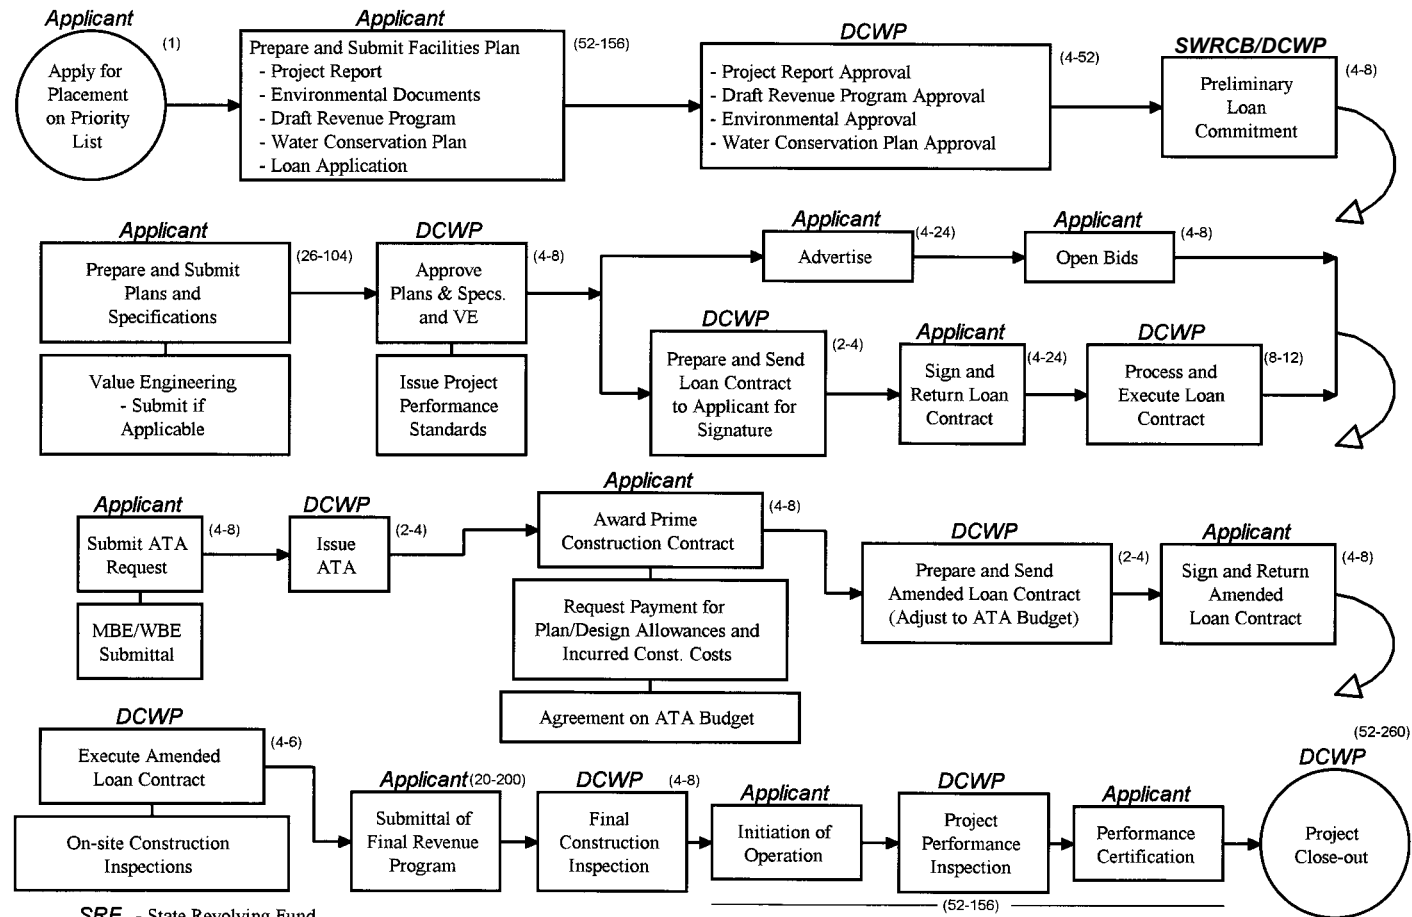 Applicant
(1)
Apply for
Placement
on Priority
List
Applicant
(52-156)
Prepare and Submit Facilities Plan
- Project Report
- Environmental Documents
- Draft Revenue Program
- Water Conservation Plan
- Loan Application
DCWP
(4-52)
- Project Report Approval
- Draft Revenue Program Approval
- Environmental Approval
- Water Conservation Plan Approval
SWRCB/DCWP
(4-8)
Preliminary
Loan
Commitment
Applicant
(26-104)
Prepare and Submit
Plans and
Specifications
Value Engineering
- Submit if
Applicable
DCWP
(4-8)
Approve
Plans & Specs.
and VE
Issue Project
Performance
Standards
Applicant
(4-24)
Advertise
Applicant
(4-8)
Open Bids
DCWP
(2-4)
Prepare and Send
Loan Contract
to Applicant for
Signature
Applicant
(4-24)
Sign and
Return Loan
Contract
DCWP
(8-12)
Process and
Execute Loan
Contract
Applicant
(4-8)
Submit ATA
Request
MBE/WBE
Submittal
DCWP
(2-4)
Issue
ATA
Applicant
(4-8)
Award Prime
Construction Contract
Request Payment for
Plan/Design Allowances and
Incurred Const. Costs
Agreement on ATA Budget
DCWP
(2-4)
Prepare and Send
Amended Loan Contract
(Adjust to ATA Budget)
Applicant
(4-8)
Sign and Return
Amended
Loan Contract
DCWP
(4-6)
Execute Amended
Loan Contract
On-site Construction
Inspections
Applicant (20-200)
Submittal of
Final Revenue
Program
DCWP
(4-8)
Final
Construction
Inspection
Applicant
Initiation of
Operation
DCWP
Project
Performance
Inspection
Applicant
Performance
Certification
(52-156)
(52-260)
DCWP
Project
Close-out
SRF - State Revolving Fund